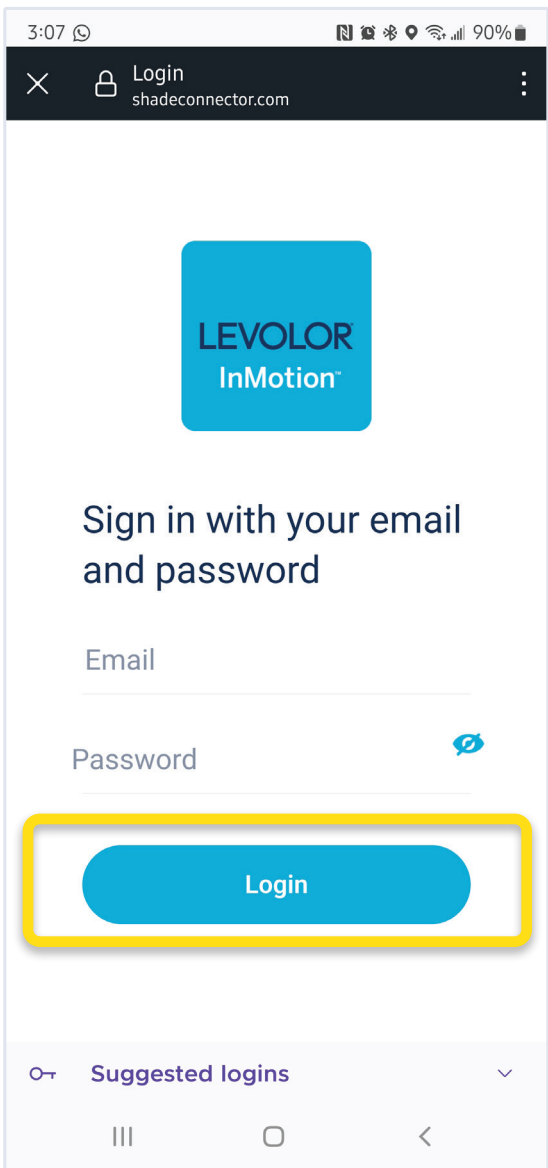 3:07 90%
Login
shadeconnector.com
LEVOLOR
InMotion™
Sign in with your email
and password
Email
Password
Login
Suggested logins